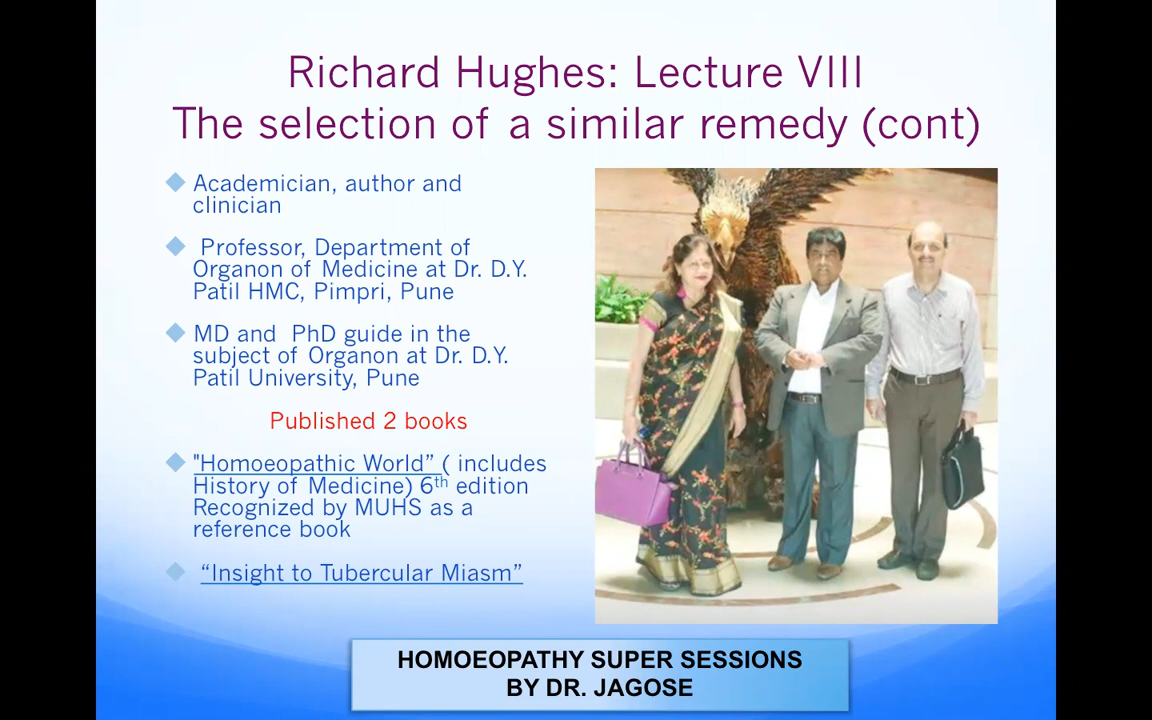 Richard Hughes: Lecture VIII
The selection of a similar remedy (cont)
Academician, author and
clinician
Professor, Department of
Organon of Medicine at Dr. D.Y.
Patil HMC, Pimpri, Pune
MD and PhD guide in the
subject of Organon at Dr. D.Y.
Patil University, Pune
Published 2 books
"Homoeopathic World” ( includes
History of Medicine) 6th edition
Recognized by MUHS as a
reference book
“Insight to Tubercular Miasm”
HOMOEOPATHY SUPER SESSIONS
BY DR. JAGOSE